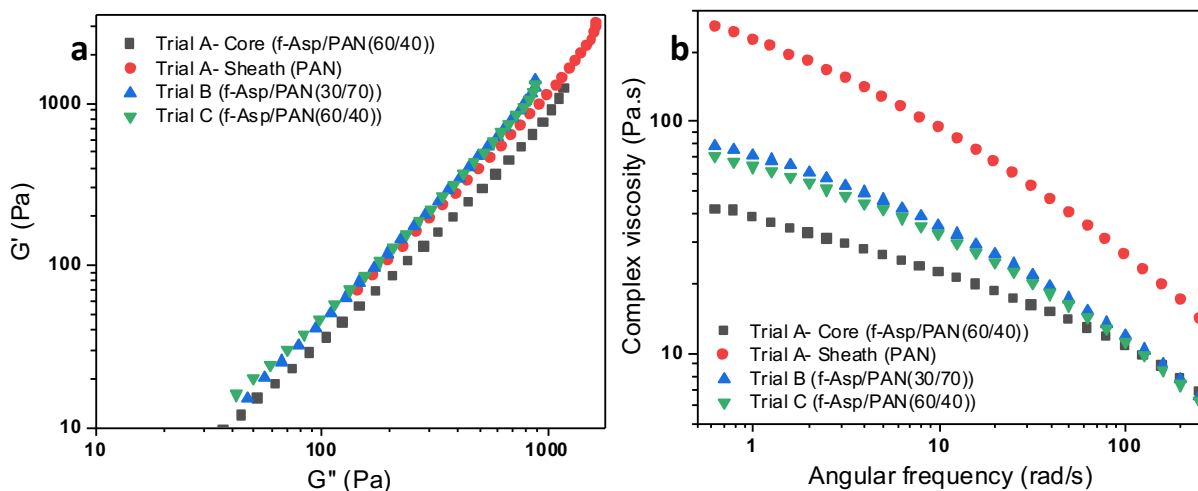 a
Trial A- Core (f-Asp/PAN(60/40))
Trial A- Sheath (PAN)
Trial B (f-Asp/PAN(30/70))
Trial C (f-Asp/PAN(60/40))
G' (Pa)
1000
100
10
10
100
1000
G" (Pa)
b
Complex viscosity (Pa.s)
100
10
Trial A- Core (f-Asp/PAN(60/40))
Trial A- Sheath (PAN)
Trial B (f-Asp/PAN(30/70))
Trial C (f-Asp/PAN(60/40))
1
10
100
Angular frequency (rad/s)